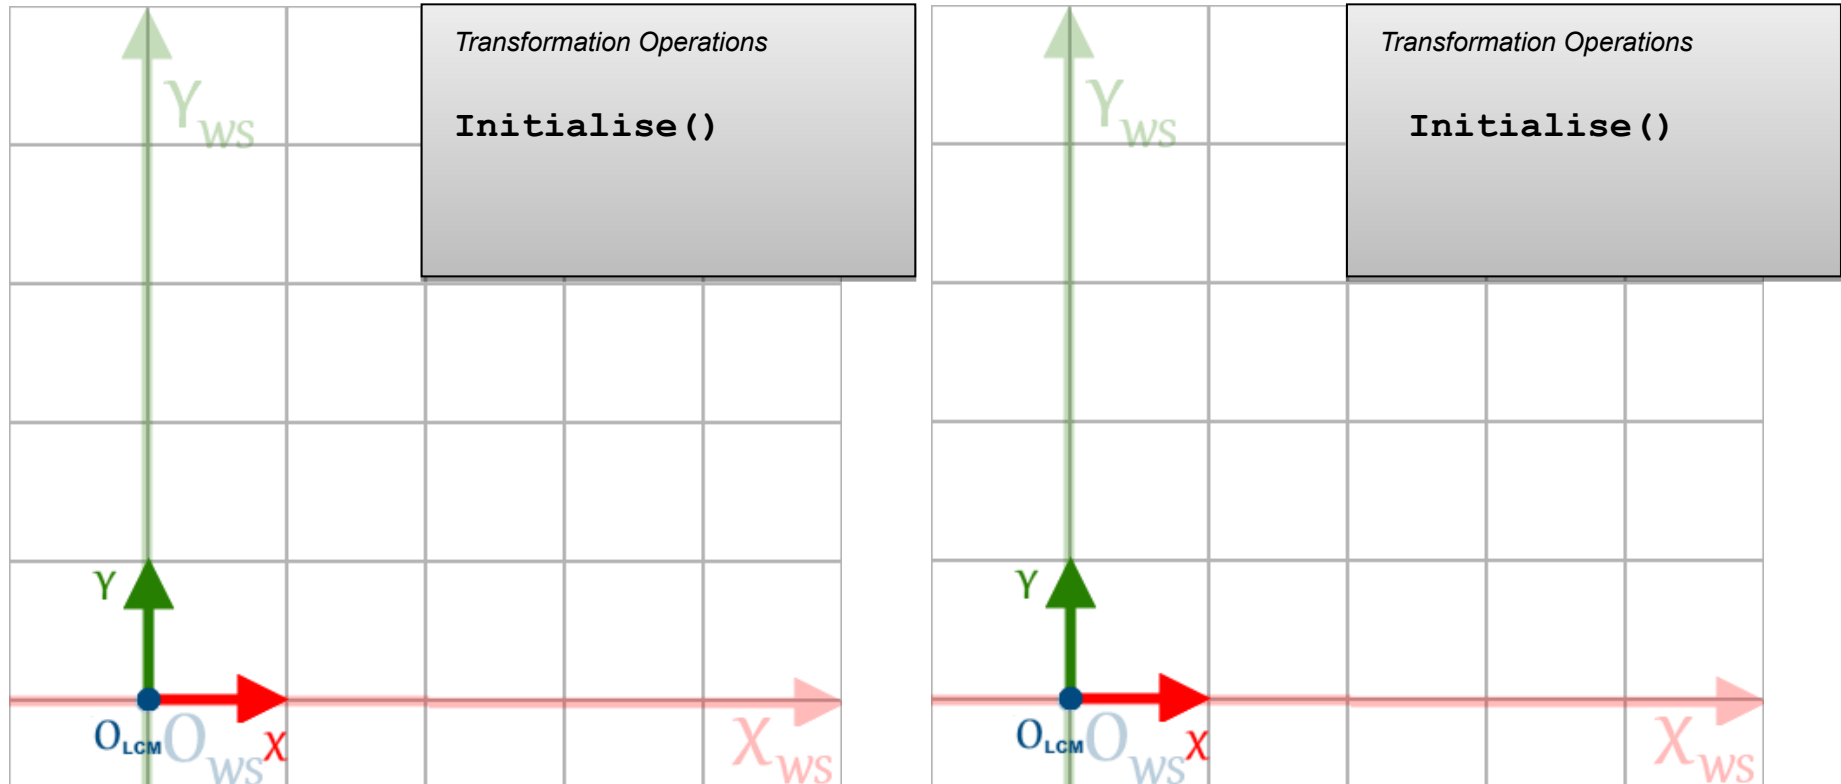 Transformation Operations
Initialise()
Y WS
Y
O LCM
O WS
X
X WS
Transformation Operations
Initialise()
Y WS
Y
O LCM
O WS
X
X WS